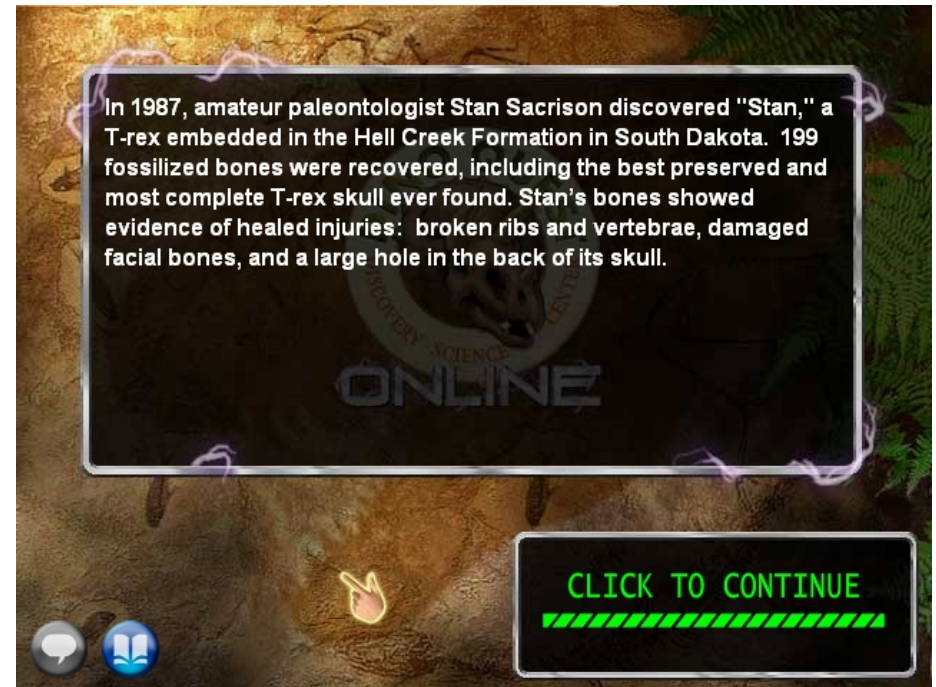 In 1987, amateur paleontologist Stan Sacrison discovered "Stan," a
T-rex embedded in the Hell Creek Formation in South Dakota.  199
fossilized bones were recovered, including the best preserved and
most complete T-rex skull ever found. Stan's bones showed
evidence of healed injuries:  broken ribs and vertebrae, damaged
facial bones, and a large hole in the back of its skull.
DISCOVERY SCIENCE CENTER
ONLINE
CLICK TO CONTINUE